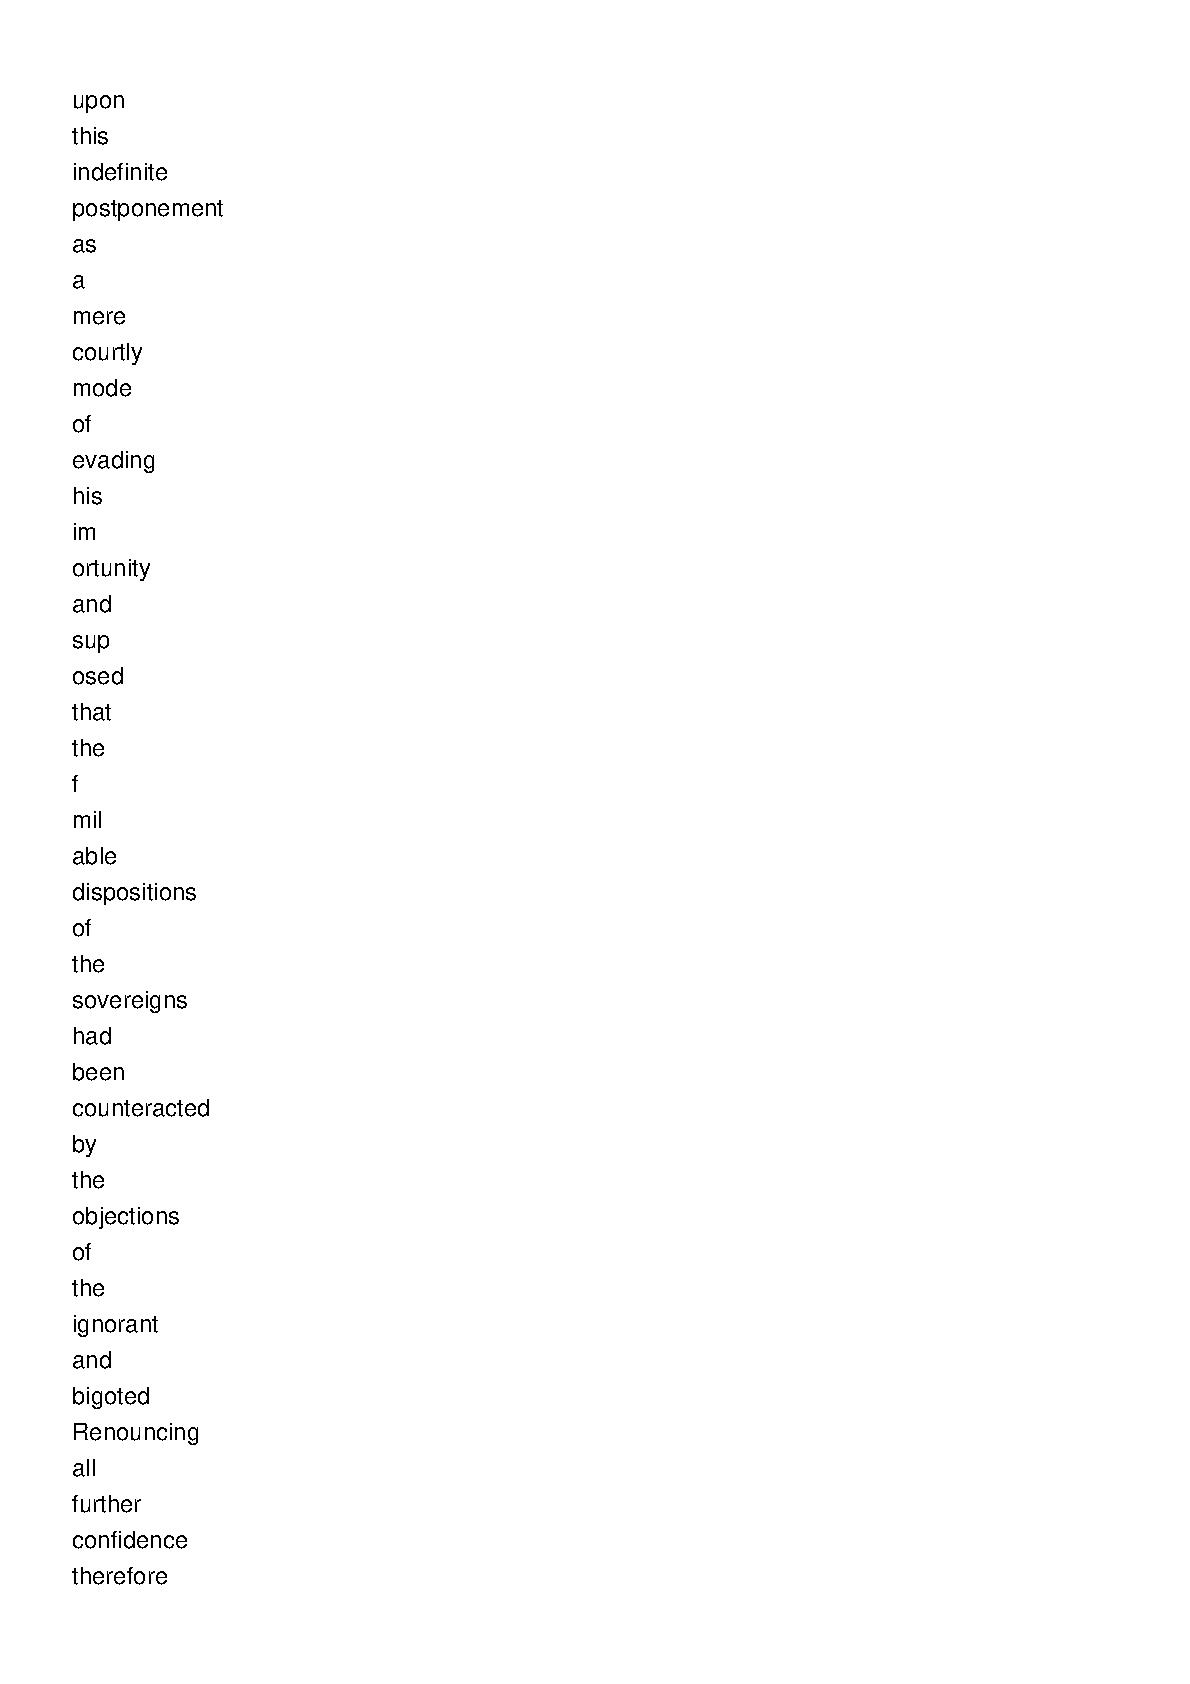 upon
this
indefinite
postponement
as
a
mere
courtly
mode
of
evading
his
im
ortunity
and
sup
osed
that
the
f
mil
able
dispositions
of
the
sovereigns
had
been
counteracted
by
the
objections
of
the
ignorant
and
bigoted
Renouncing
all
further
confidence
therefore